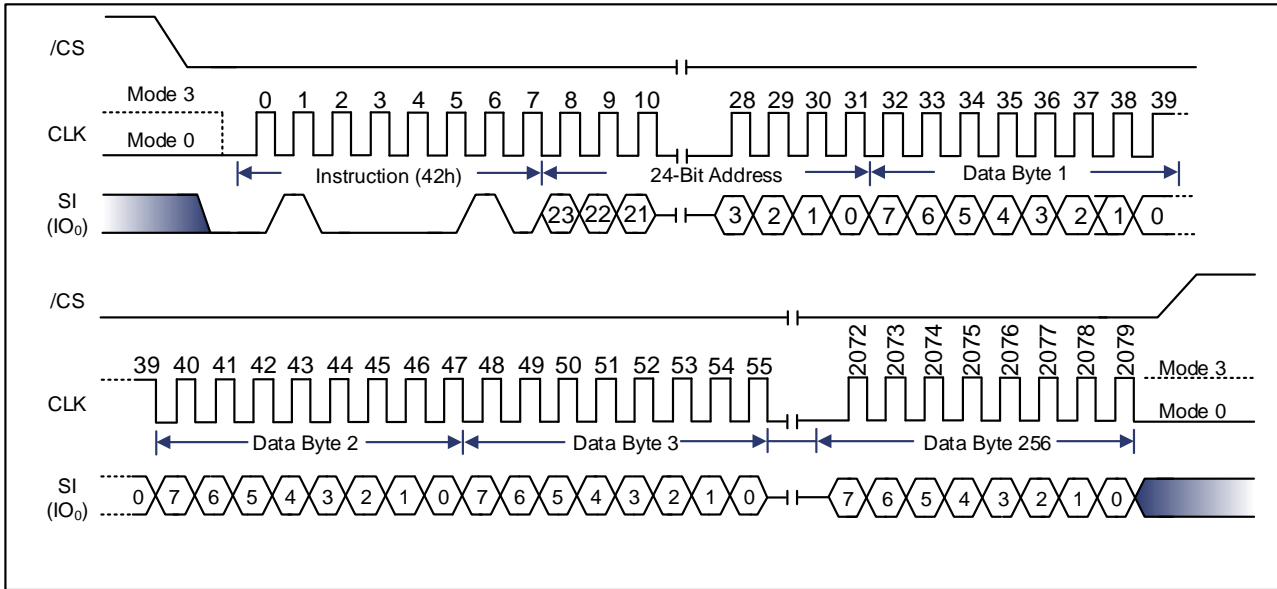 /CS
Mode 3
0 1 2 3 4 5 6 7 8 9 10 28 29 30 31 32 33 34 35 36 37 38 39
CLK
Mode 0
Instruction (42h) 24-Bit Address Data Byte 1
SI
(IO₀)
23 22 21 3 2 1 0 7 6 5 4 3 2 1 0
/CS
39 40 41 42 43 44 45 46 47 48 49 50 51 52 53 54 55 2072 2073 2074 2075 2076 2077 2078 2079
Mode 3
CLK
Mode 0
Data Byte 2 Data Byte 3 Data Byte 256
SI
(IO₀)
0 7 6 5 4 3 2 1 0 7 6 5 4 3 2 1 0 7 6 5 4 3 2 1 0